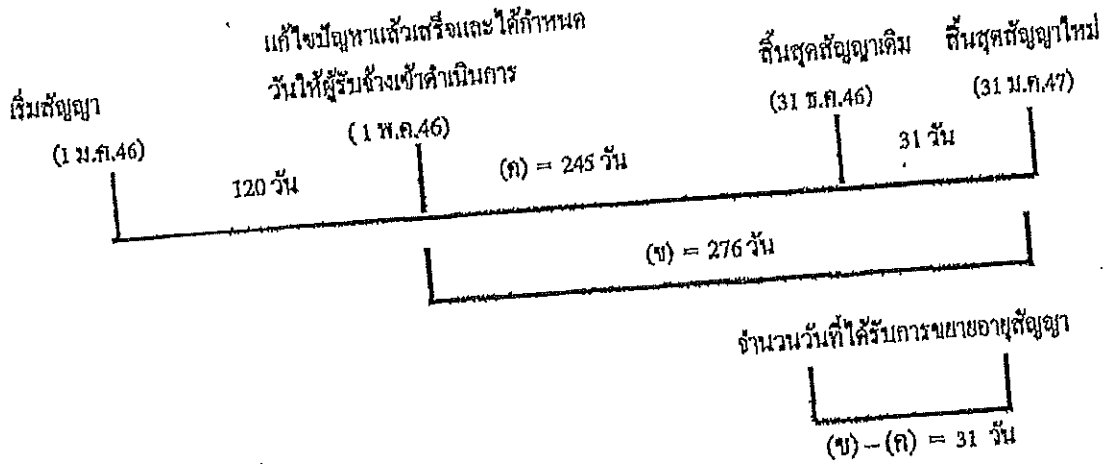 แก้ไขปัญหาแล้วเสร็จและได้กำหนด
วันให้ผู้รับจ้างเข้าดำเนินการ
(1 พ.ค.46)
เริ่มสัญญา
(1 ม.ค.46)
สิ้นสุดสัญญาเดิม
(31 ธ.ค.46)
สิ้นสุดสัญญาใหม่
(31 ม.ค.47)
120 วัน
(ค) = 245 วัน
31 วัน
(ข) = 276 วัน
จำนวนวันที่ได้รับการขยายอายุสัญญา
(ข) – (ค) = 31 วัน